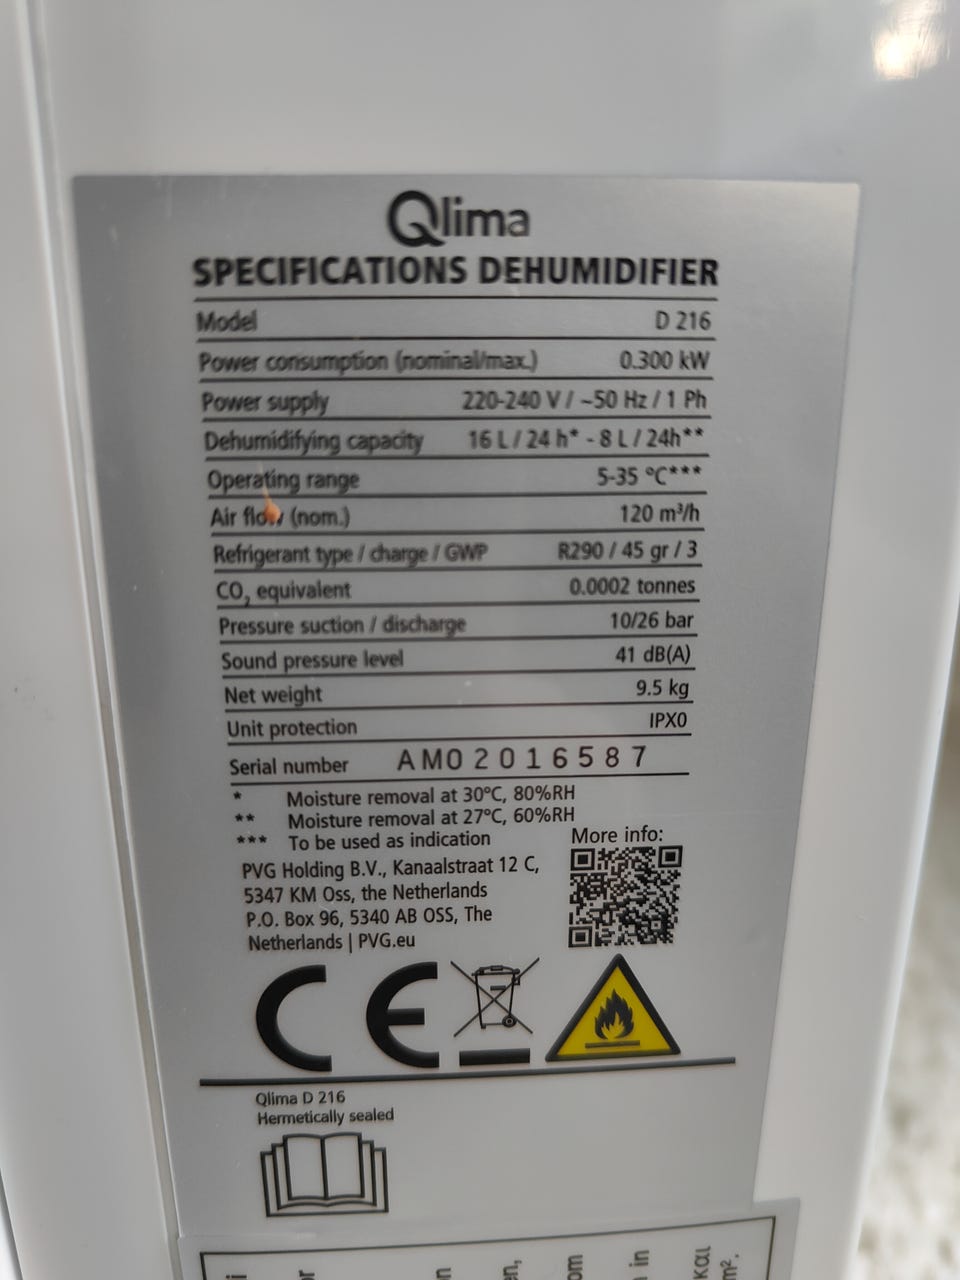 Qlima
SPECIFICATIONS DEHUMIDIFIER
Model D 216
Power consumption (nominal/max.) 0.300 kW
Power supply 220-240 V / ~50 Hz / 1 Ph
Dehumidifying capacity 16 L / 24 h* - 8 L / 24h**
Operating range 5-35 °C***
Air flow (nom.) 120 m³/h
Refrigerant type / charge / GWP R290 / 45 gr / 3
CO₂ equivalent 0.0002 tonnes
Pressure suction / discharge 10/26 bar
Sound pressure level 41 dB(A)
Net weight 9.5 kg
Unit protection IPX0
Serial number AM02016587
* Moisture removal at 30°C, 80%RH
** Moisture removal at 27°C, 60%RH
*** To be used as indication
More info:
PVG Holding B.V., Kanaalstraat 12 C,
5347 KM Oss, the Netherlands
P.O. Box 96, 5340 AB OSS, The
Netherlands | PVG.eu
CE
Qlima D 216
Hermetically sealed